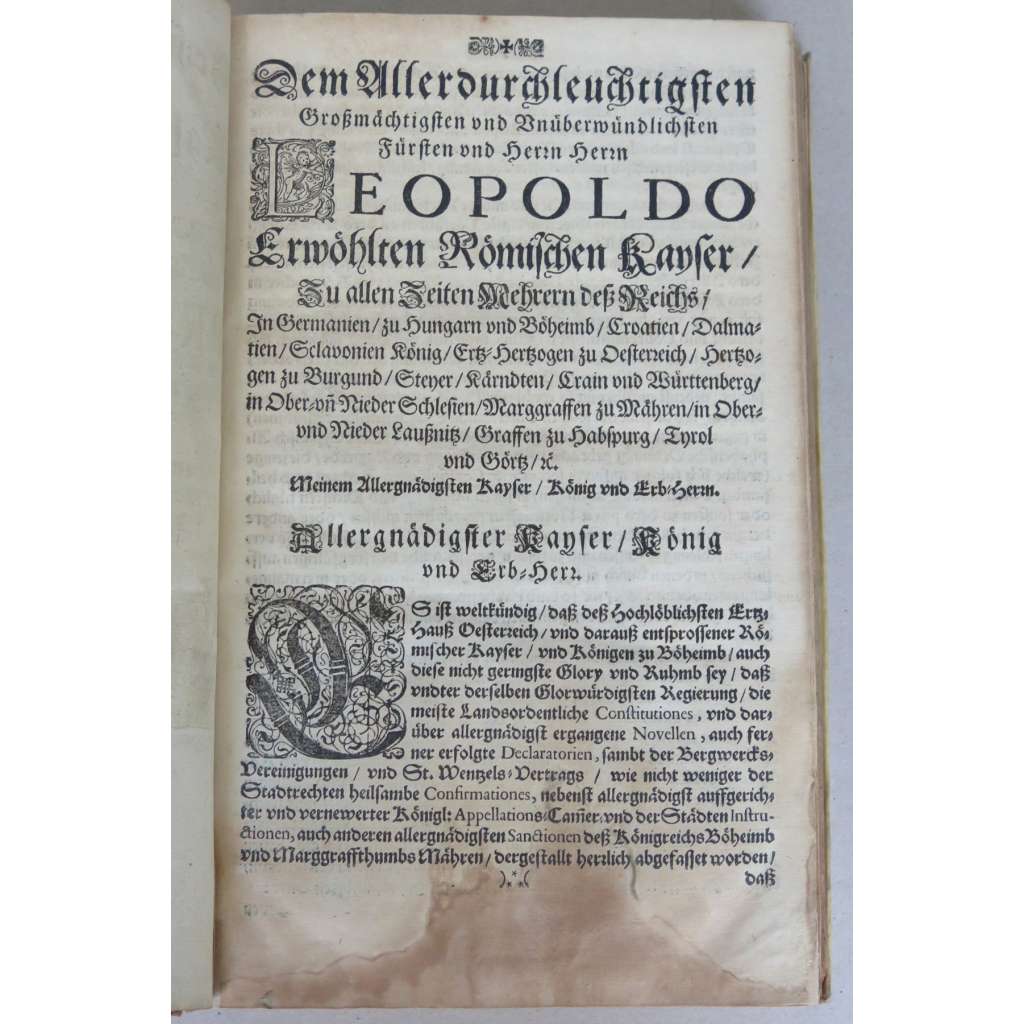 Dem Allerdurchleuchtigsten
Großmächtigsten vnd Vnüberwündlichsten
Fürsten vnd Herrn Herrn
LEOPOLDO
Erwöhlten Römischen Kayser /
Zu allen Zeiten Mehrern deß Reichs /
In Germanien / zu Hungarn vnd Böheimb / Croatien / Dalma-
tien / Sclavonien König / Ertz-Hertzogen zu Oesterreich / Hertzo-
gen zu Burgund / Steyer / Kärndten / Crain vnd Württenberg /
in Ober-vñ Nieder Schlesien / Marggraffen zu Mähren / in Ober-
vnd Nieder Laußnitz / Graffen zu Habspurg / Tyrol
vnd Görtz / ꝛc.
Meinem Allergnädigsten Kayser / König vnd Erb-Herrn.
Allergnädigster Kayser / König
vnd Erb-Herr.
ES ist weltkündig / daß deß Hochlöblichsten Ertz-
Hauß Oesterreich / vnd darauß entsprossener Rö-
mischer Kayser / vnd Königen zu Böheimb / auch
diese nicht geringste Glory vnd Ruhmb sey / daß
vndter derselben Glorwürdigsten Regierung / die
meiste Landsordentliche Constitutiones, vnd dar-
über allergnädigst ergangene Novellen, auch fer-
ner erfolgte Declaratorien, sambt der Bergwercks-
Vereinigungen / vnd St. Wentzels-Vertrags / wie nicht weniger der
Stadtrechten heilsambe Confirmationes, nebenst allergnädigst auffgerich-
ter vnd vernewerter Königl: Appellations-Cam̃er, vnd der Städten Instru-
ctionen, auch anderen allergnädigsten Sanctionen deß Königreichs Böheimb
vnd Marggraffthumbs Mähren / dergestallt herrlich abgefasset worden /
daß